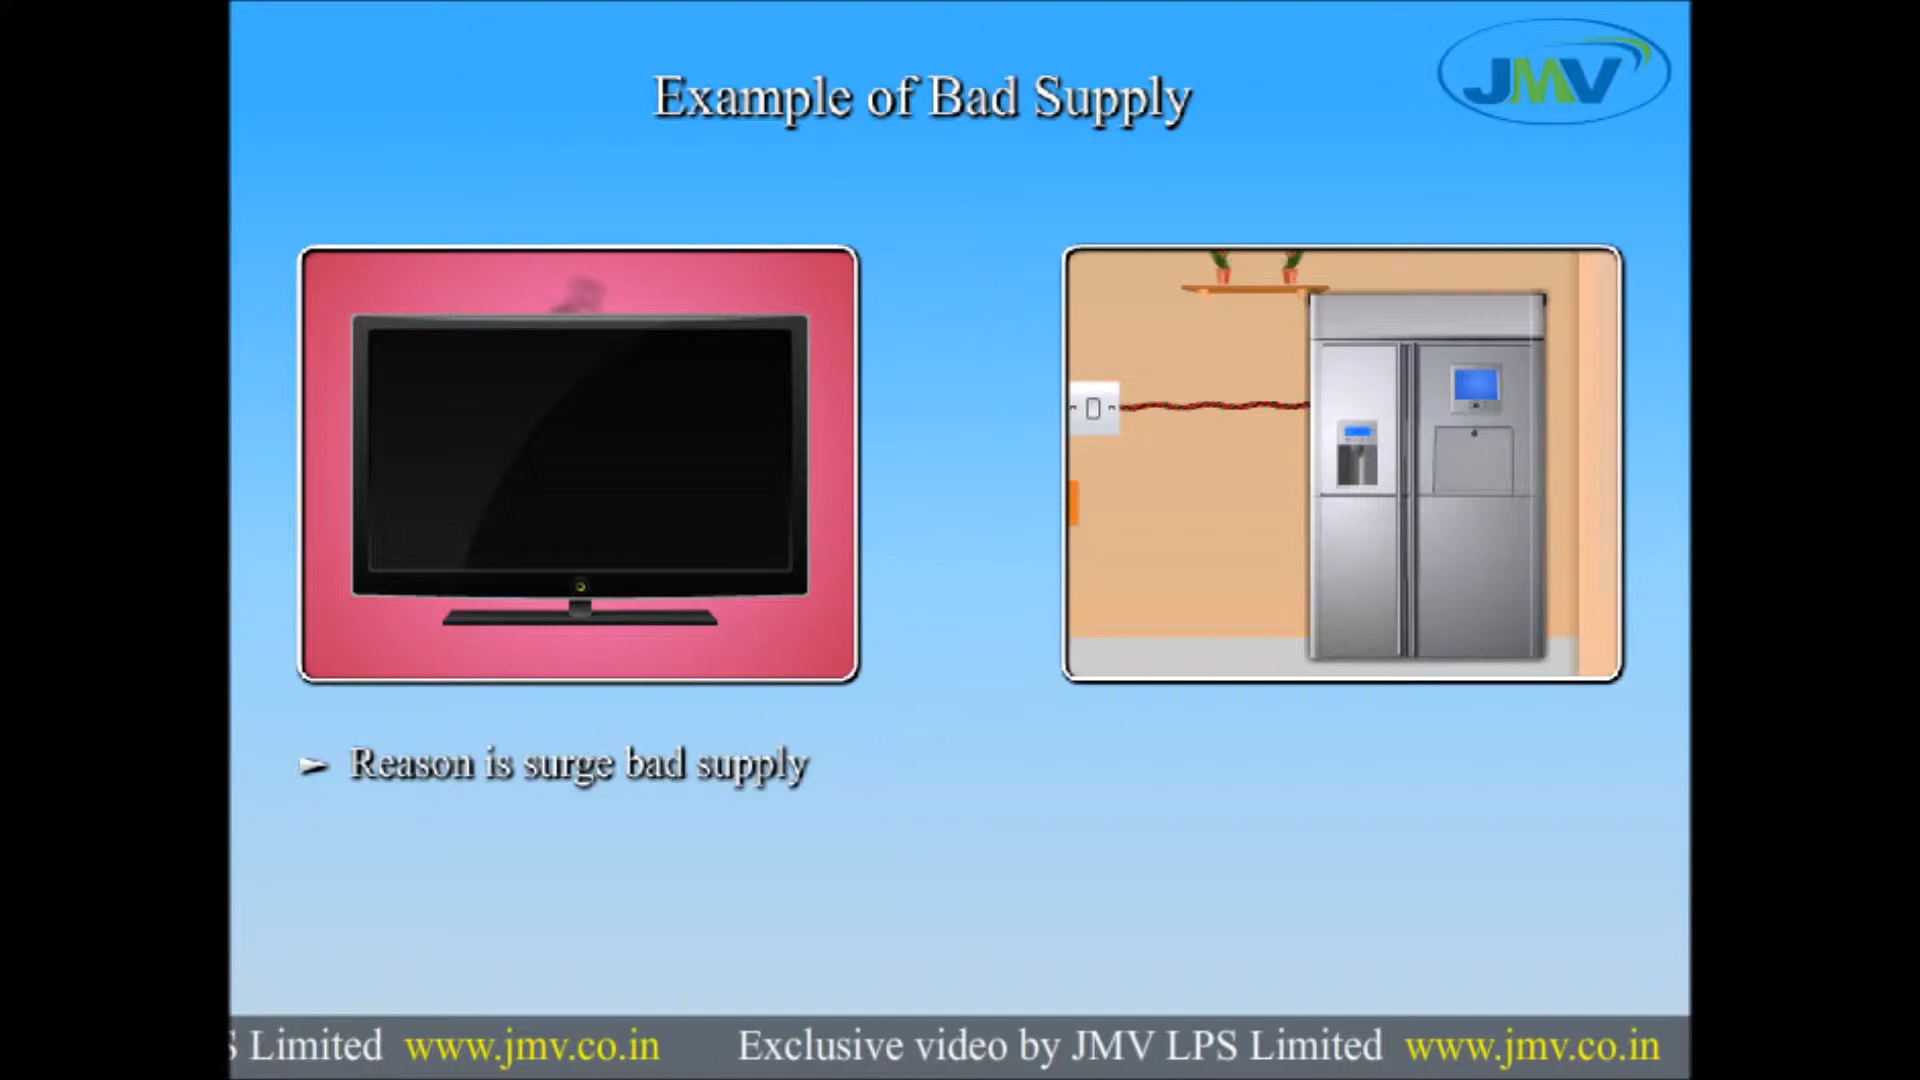 Example of Bad Supply
JMV
Reason is surge bad supply
S Limited www.jmv.co.in Exclusive video by JMV LPS Limited www.jmv.co.in